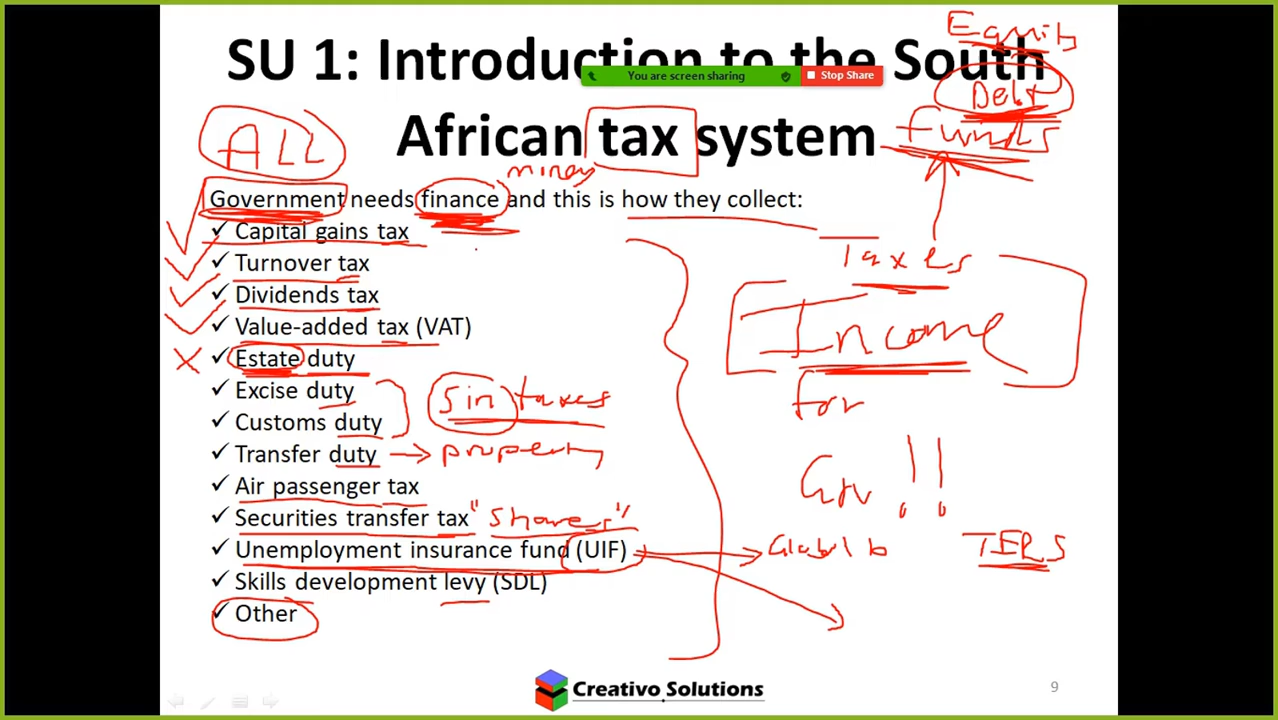 Equity
SU 1: Introduction to the South
You are screen sharing
Stop Share
Debt
ALL
African tax system
Funds
money
Government needs finance and this is how they collect:
✓ Capital gains tax
✓ Turnover tax
Taxes
✓ Dividends tax
✓ Value-added tax (VAT)
Income
✓ Estate duty
✓ Excise duty
Sin taxes
for
✓ Customs duty
✓ Transfer duty → property
✓ Air passenger tax
Gov !!
✓ Securities transfer tax "Shares"
✓ Unemployment insurance fund (UIF)
Global b
TERS
✓ Skills development levy (SDL)
✓ Other
Creativo Solutions
9